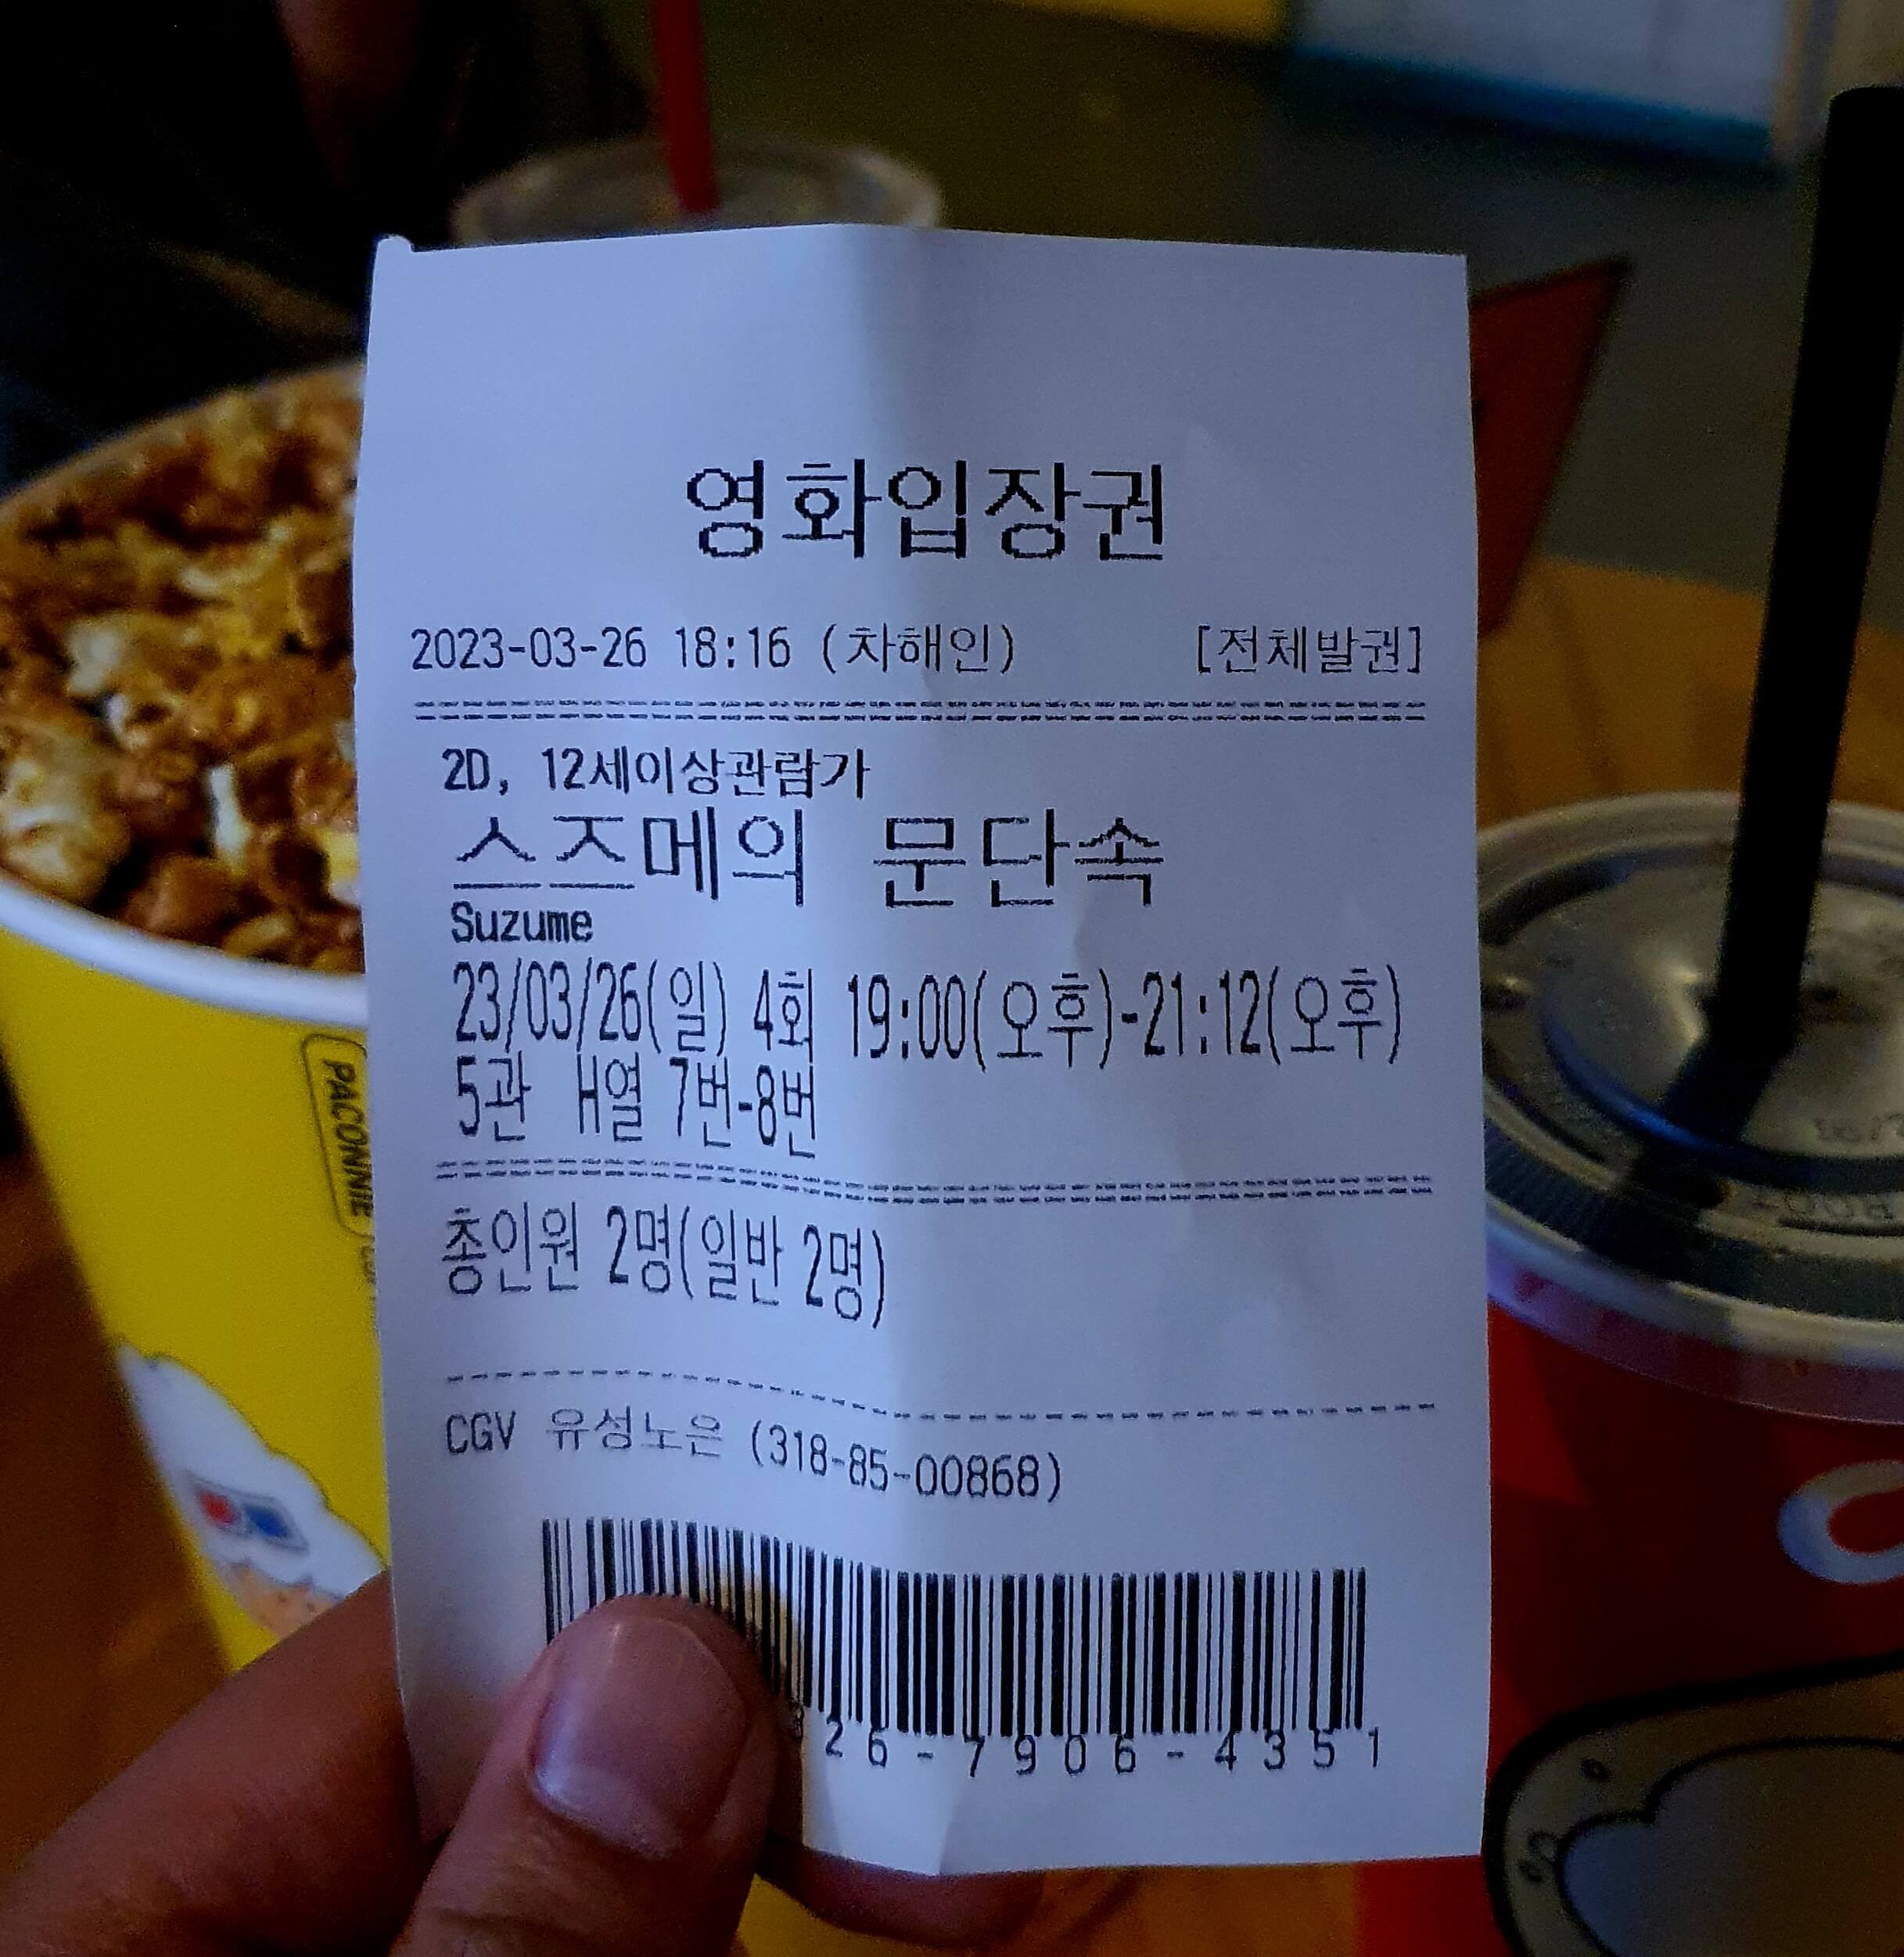 영화입장권
2023-03-26 18:16 (차해인) [전체발권]
2D, 12세이상관람가
스즈메의 문단속
Suzume
23/03/26(일) 4회 19:00(오후)-21:12(오후)
5관 H열 7번-8번
총인원 2명(일반 2명)
CGV 유성노은 (318-85-00868)
26-7906-4351
PACONNIE